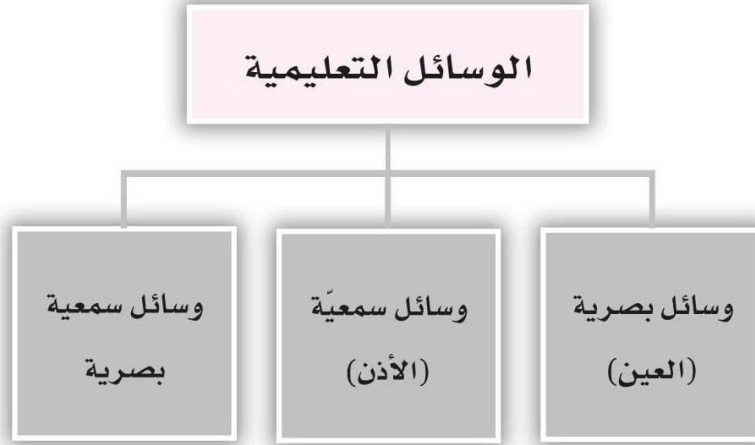 الوسائل التعليمية
وسائل بصرية
(العين)
وسائل سمعيّة
(الأذن)
وسائل سمعية
بصرية